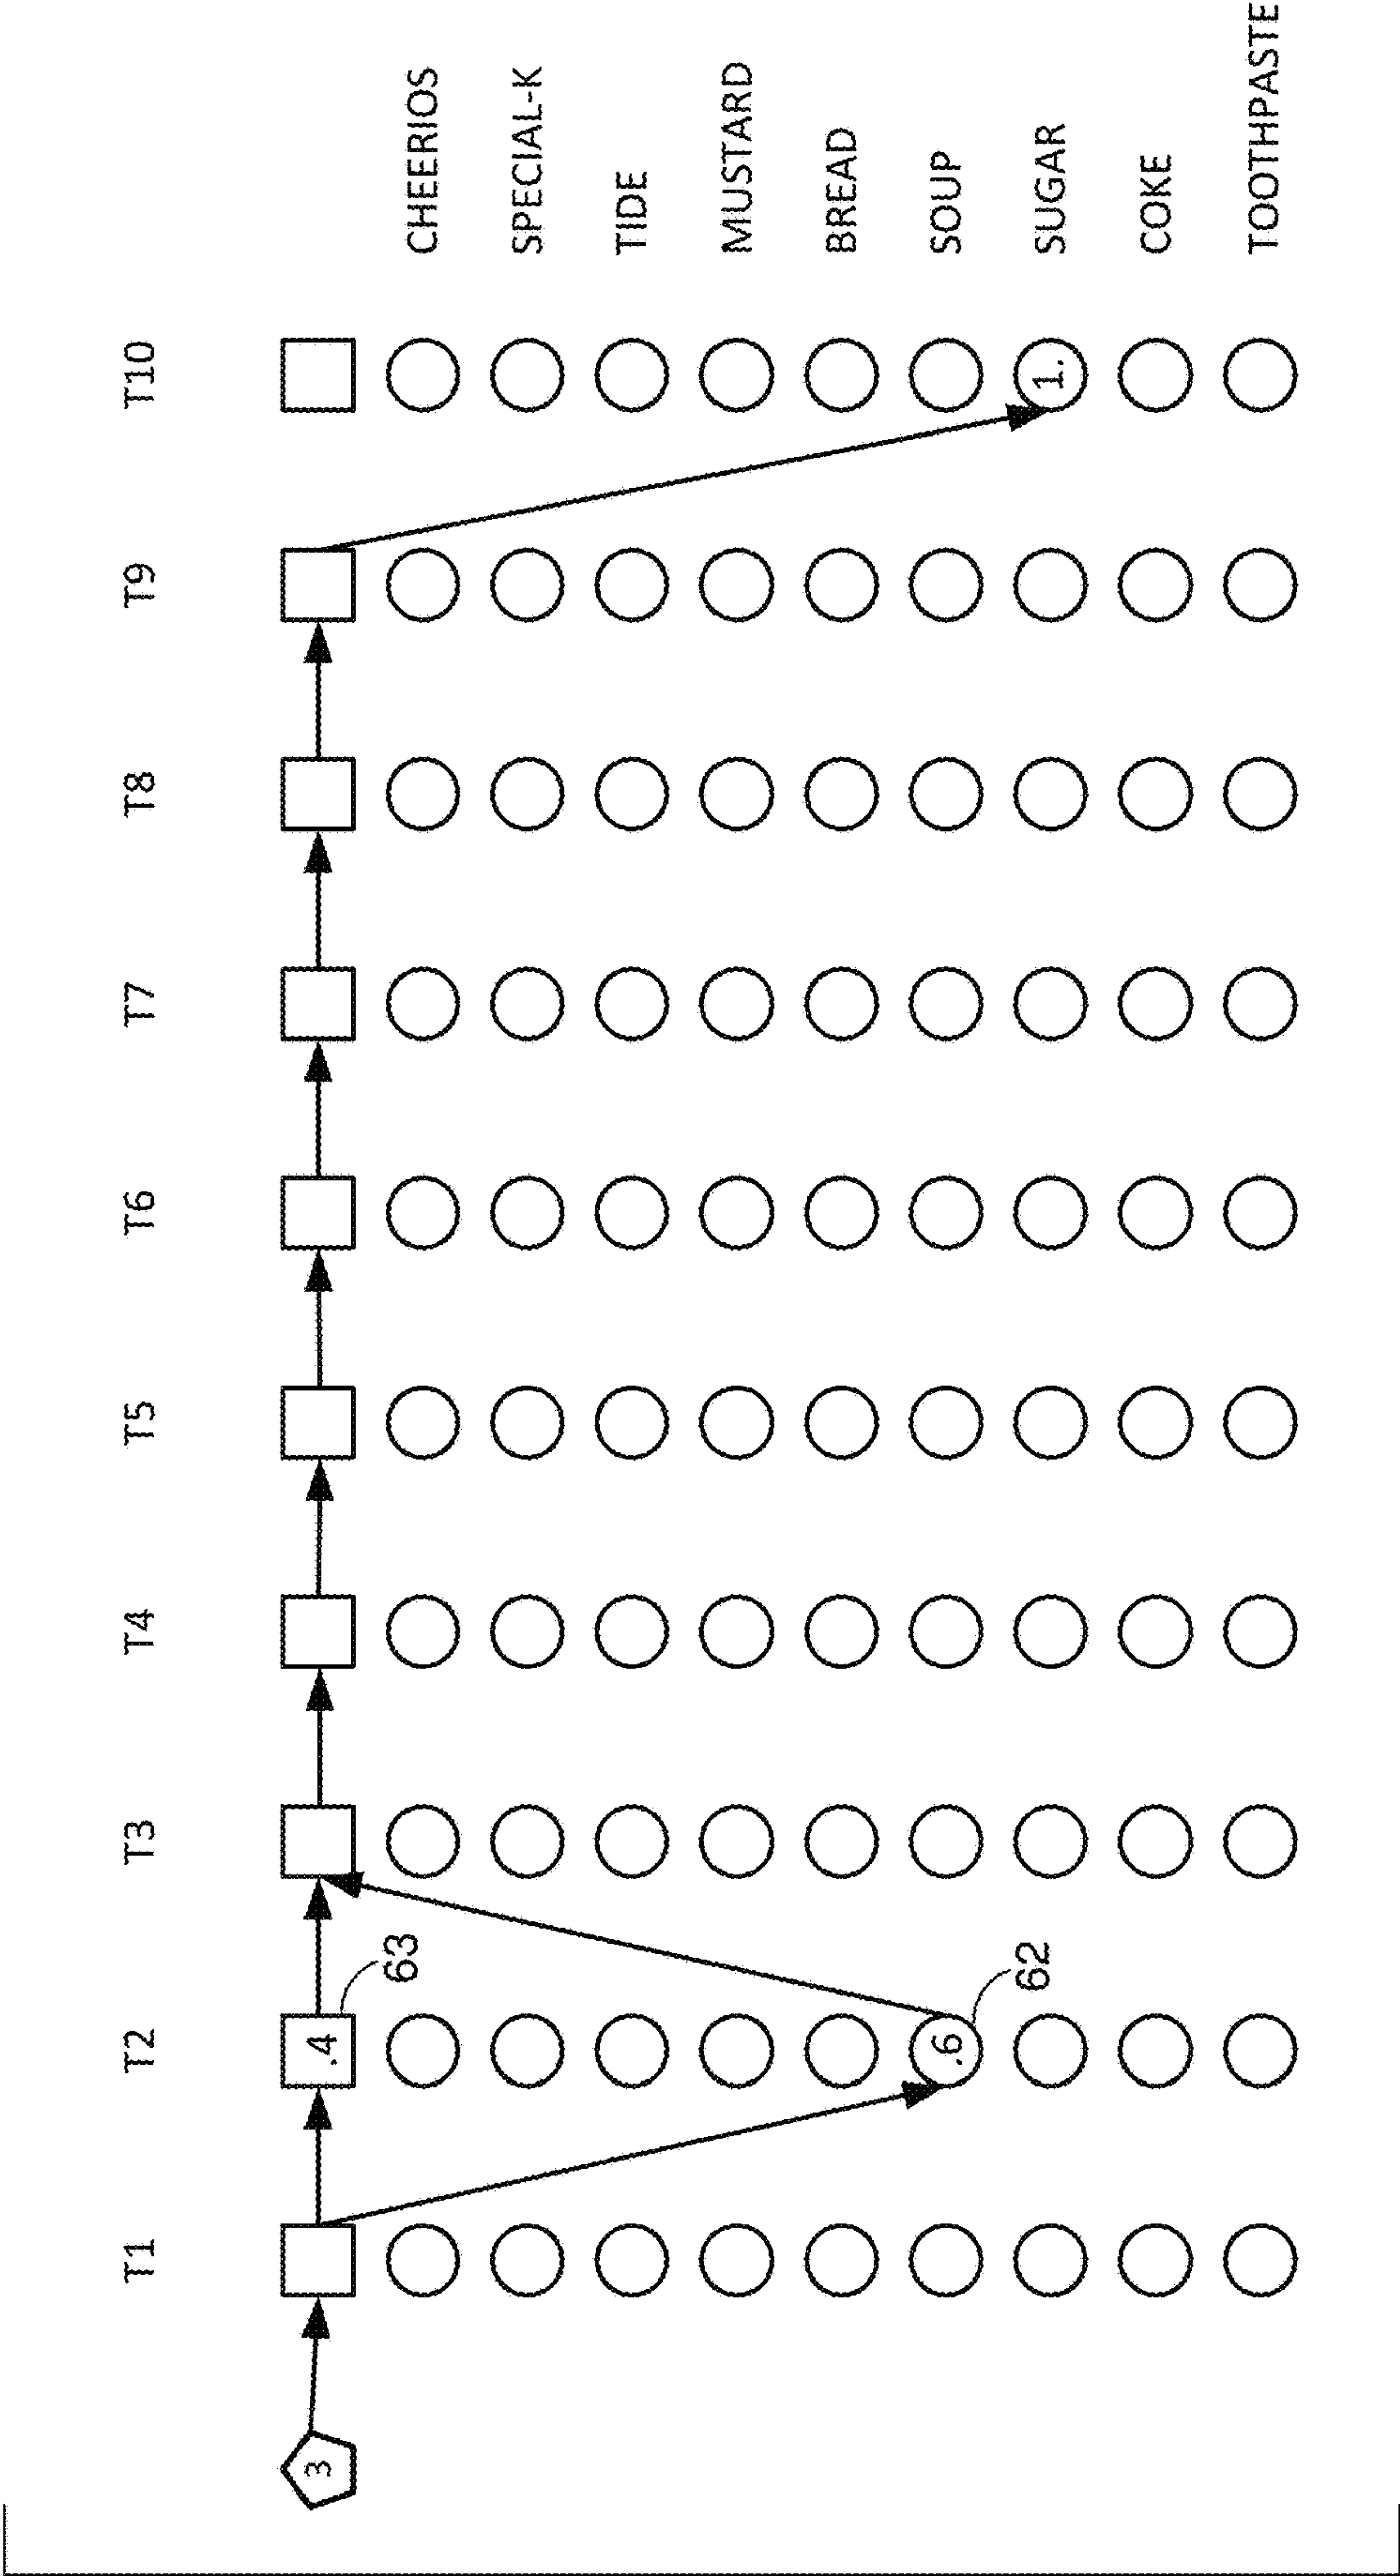 T1 T2 T3 T4 T5 T6 T7 T8 T9 T10
3 .4
63
CHEERIOS
SPECIAL-K
TIDE
MUSTARD
BREAD
.6 SOUP
62
1. SUGAR
COKE
TOOTHPASTE